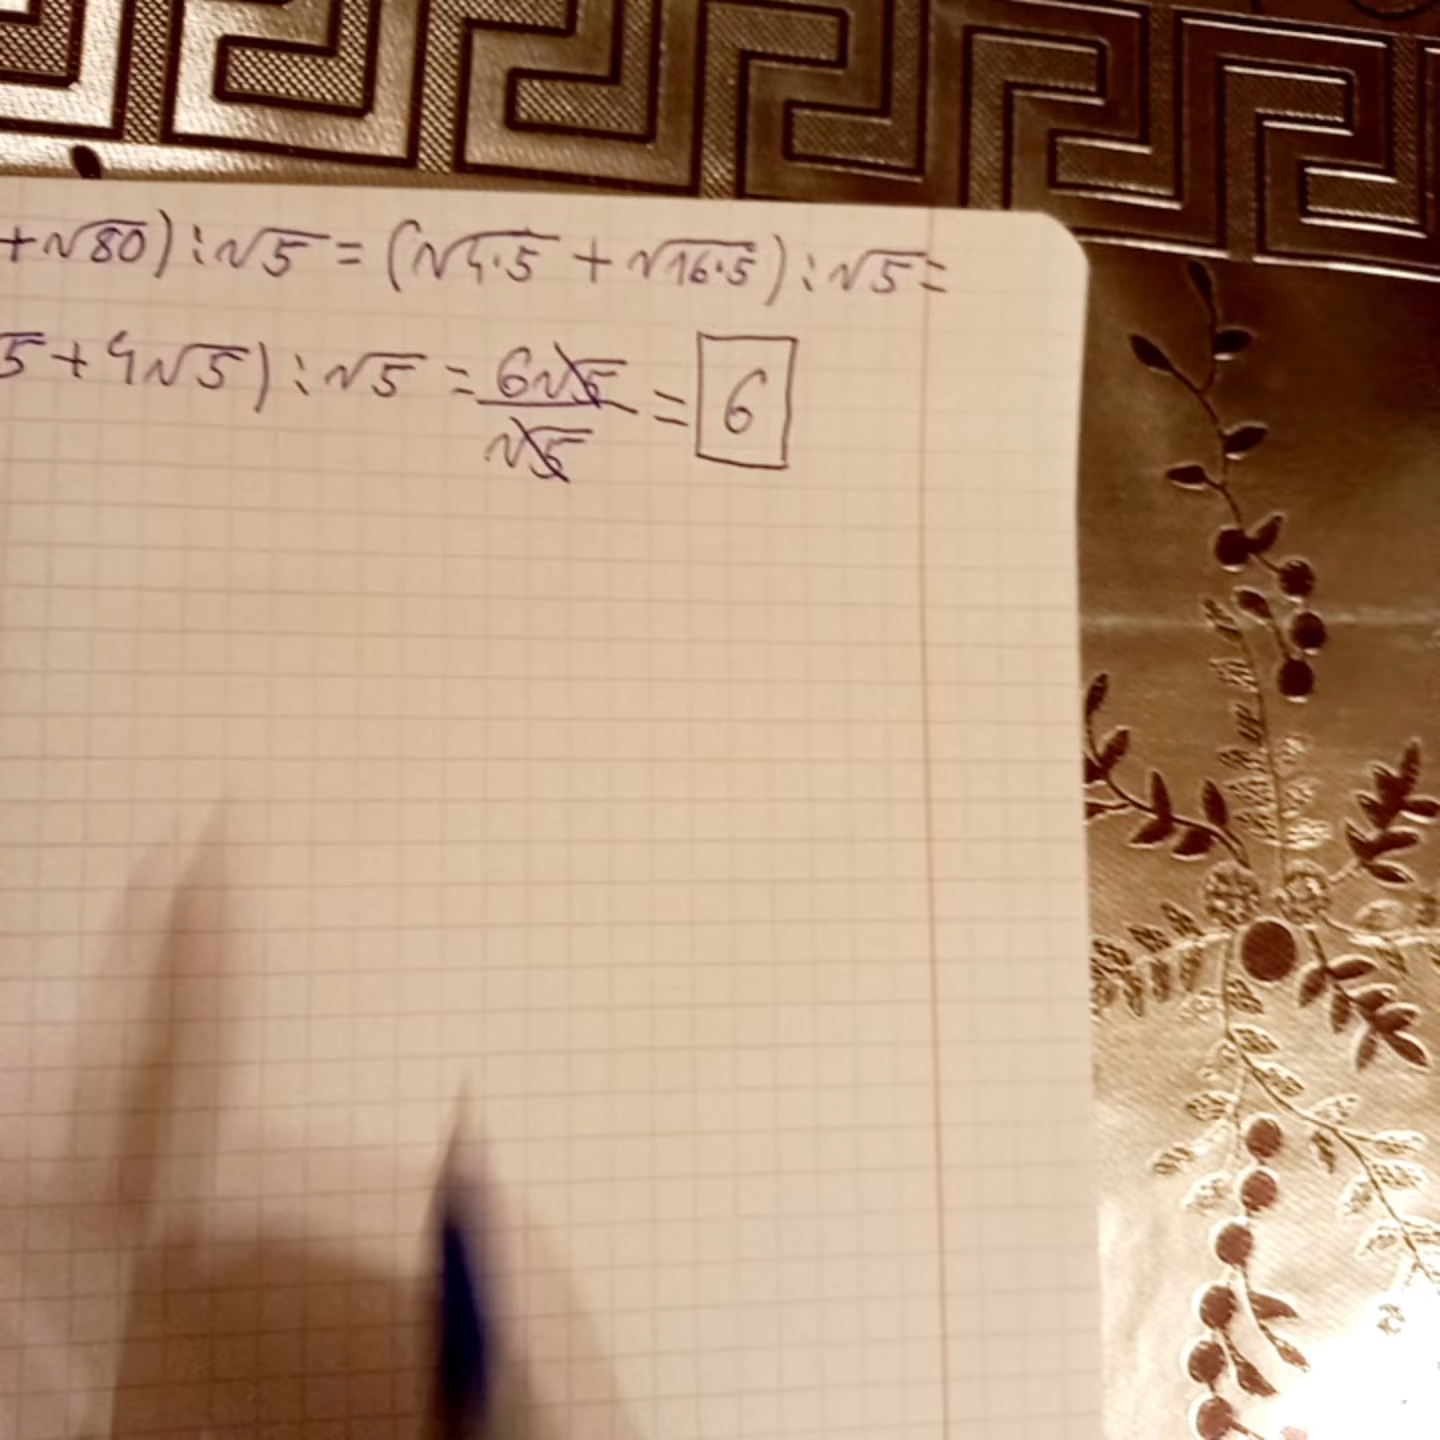 +√80) : √5 = (√4·5 + √16·5) : √5 =
5 + 4√5) : √5 = 6√5/√5 = 6